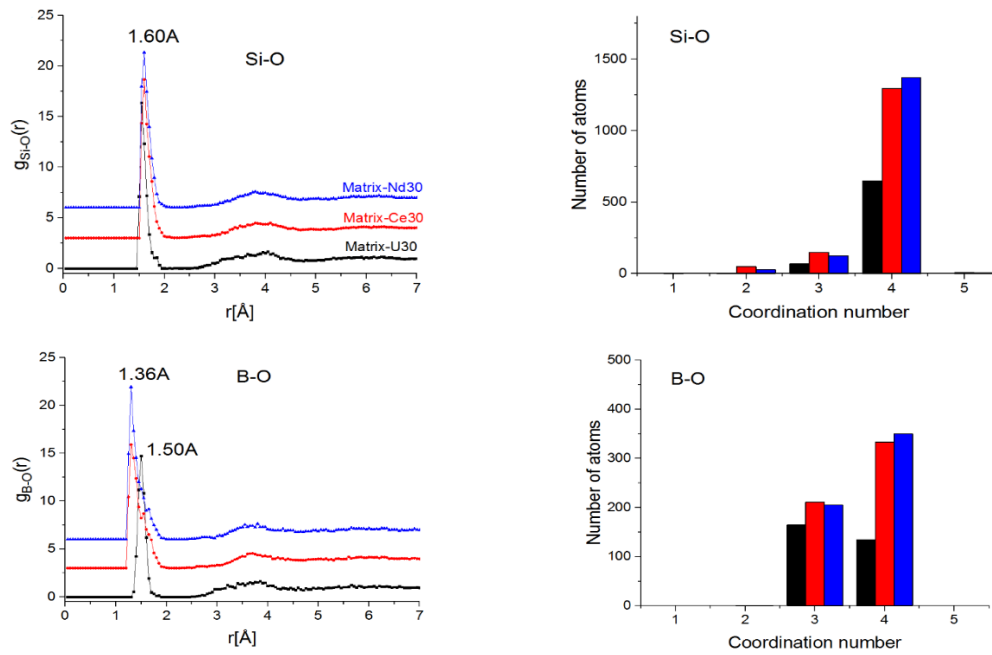 1.60A
Si-O
25
20
15
10
5
0
g_Si-O(r)
Matrix-Nd30
Matrix-Ce30
Matrix-U30
0 1 2 3 4 5 6 7
r[Å]
Si-O
1500
1000
500
0
Number of atoms
1 2 3 4 5
Coordination number
1.36A
B-O
1.50A
25
20
15
10
5
0
g_B-O(r)
0 1 2 3 4 5 6 7
r[Å]
B-O
500
400
300
200
100
0
Number of atoms
1 2 3 4 5
Coordination number